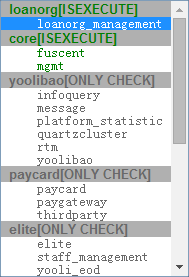 loanorg[ISEXECUTE]
loanorg_management
core[ISEXECUTE]
fuscent
mgmt
yoolibao[ONLY CHECK]
infoquery
message
platform_statistic
quartzcluster
rtm
yoolibao
paycard[ONLY CHECK]
paycard
paygateway
thirdparty
elite[ONLY CHECK]
elite
staff_management
yooli_eod